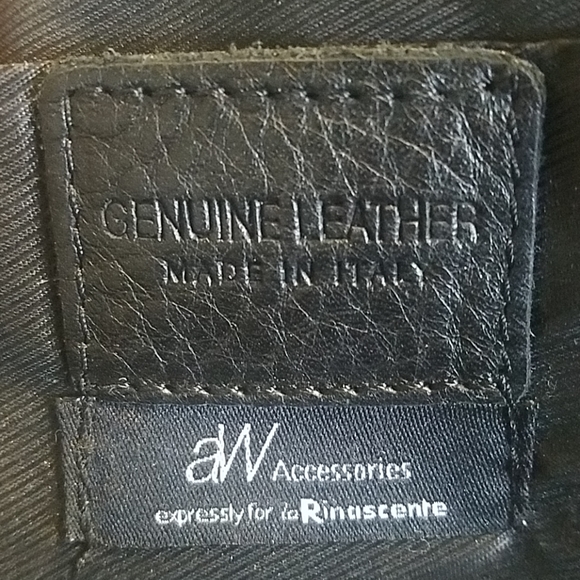 GENUINE LEATHER
MADE IN ITALY
aW Accessories
expressly for la Rinascente